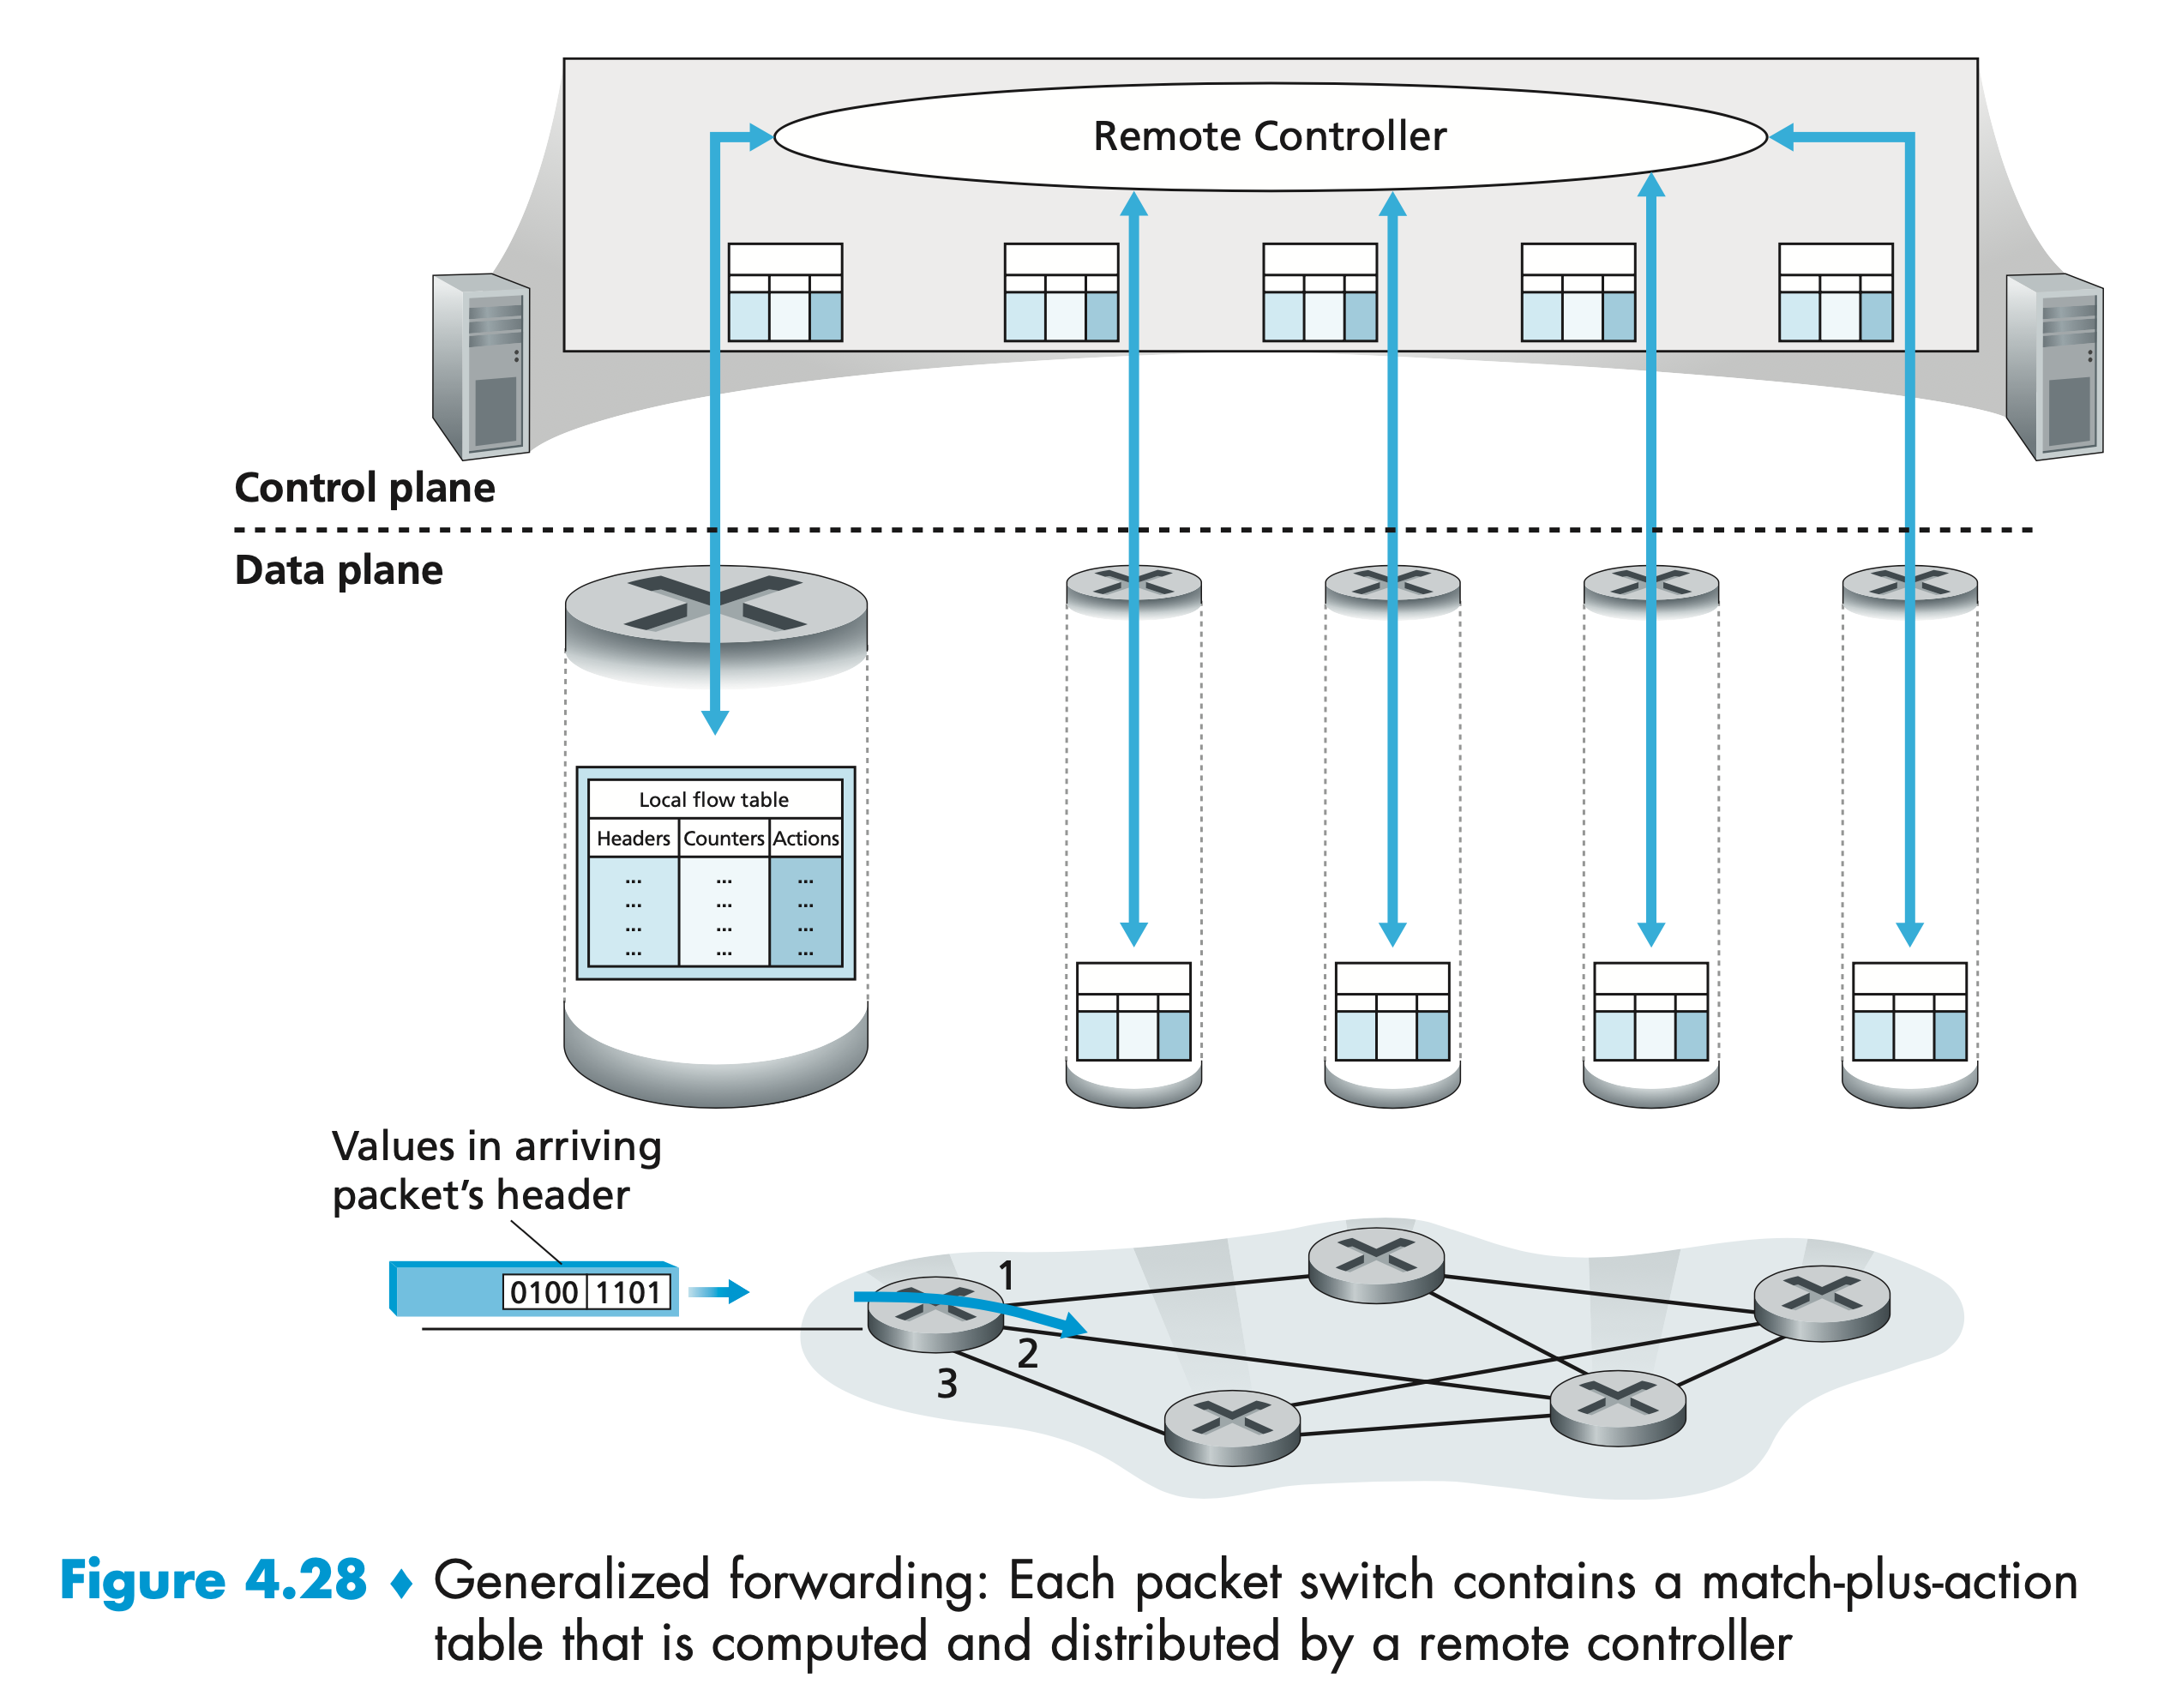 Remote Controller
Control plane
Data plane
Local flow table
Headers Counters Actions
... ... ...
... ... ...
... ... ...
... ... ...
Values in arriving
packet’s header
0100 1101
1
2
3
Figure 4.28 ♦ Generalized forwarding: Each packet switch contains a match-plus-action
table that is computed and distributed by a remote controller